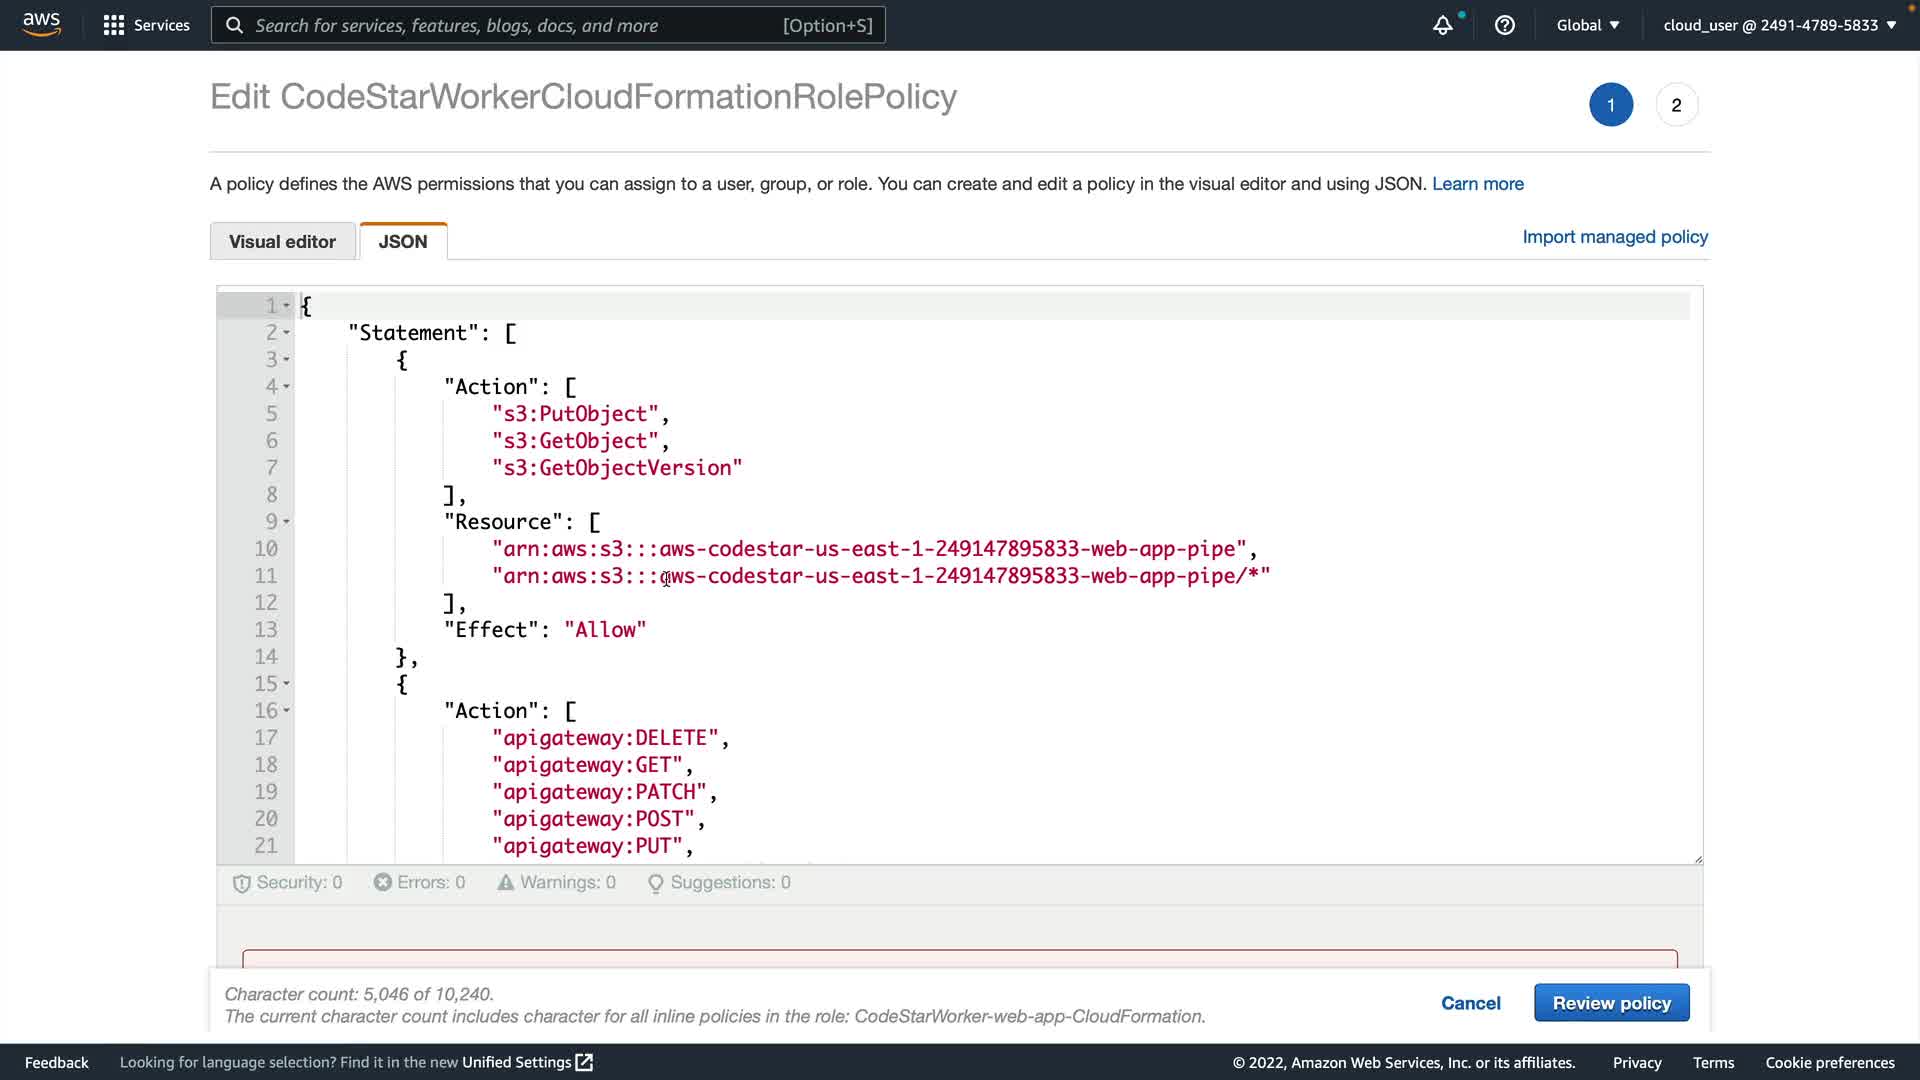 aws Services Search for services, features, blogs, docs, and more [Option+S] Global cloud_user @ 2491-4789-5833
Edit CodeStarWorkerCloudFormationRolePolicy 1 2
A policy defines the AWS permissions that you can assign to a user, group, or role. You can create and edit a policy in the visual editor and using JSON. Learn more
Visual editor JSON Import managed policy
1 {
2 "Statement": [
3 {
4 "Action": [
5 "s3:PutObject",
6 "s3:GetObject",
7 "s3:GetObjectVersion"
8 ],
9 "Resource": [
10 "arn:aws:s3:::aws-codestar-us-east-1-249147895833-web-app-pipe",
11 "arn:aws:s3:::aws-codestar-us-east-1-249147895833-web-app-pipe/*"
12 ],
13 "Effect": "Allow"
14 },
15 {
16 "Action": [
17 "apigateway:DELETE",
18 "apigateway:GET",
19 "apigateway:PATCH",
20 "apigateway:POST",
21 "apigateway:PUT",
Security: 0 Errors: 0 Warnings: 0 Suggestions: 0
Character count: 5,046 of 10,240.
The current character count includes character for all inline policies in the role: CodeStarWorker-web-app-CloudFormation.
Cancel Review policy
Feedback Looking for language selection? Find it in the new Unified Settings © 2022, Amazon Web Services, Inc. or its affiliates. Privacy Terms Cookie preferences